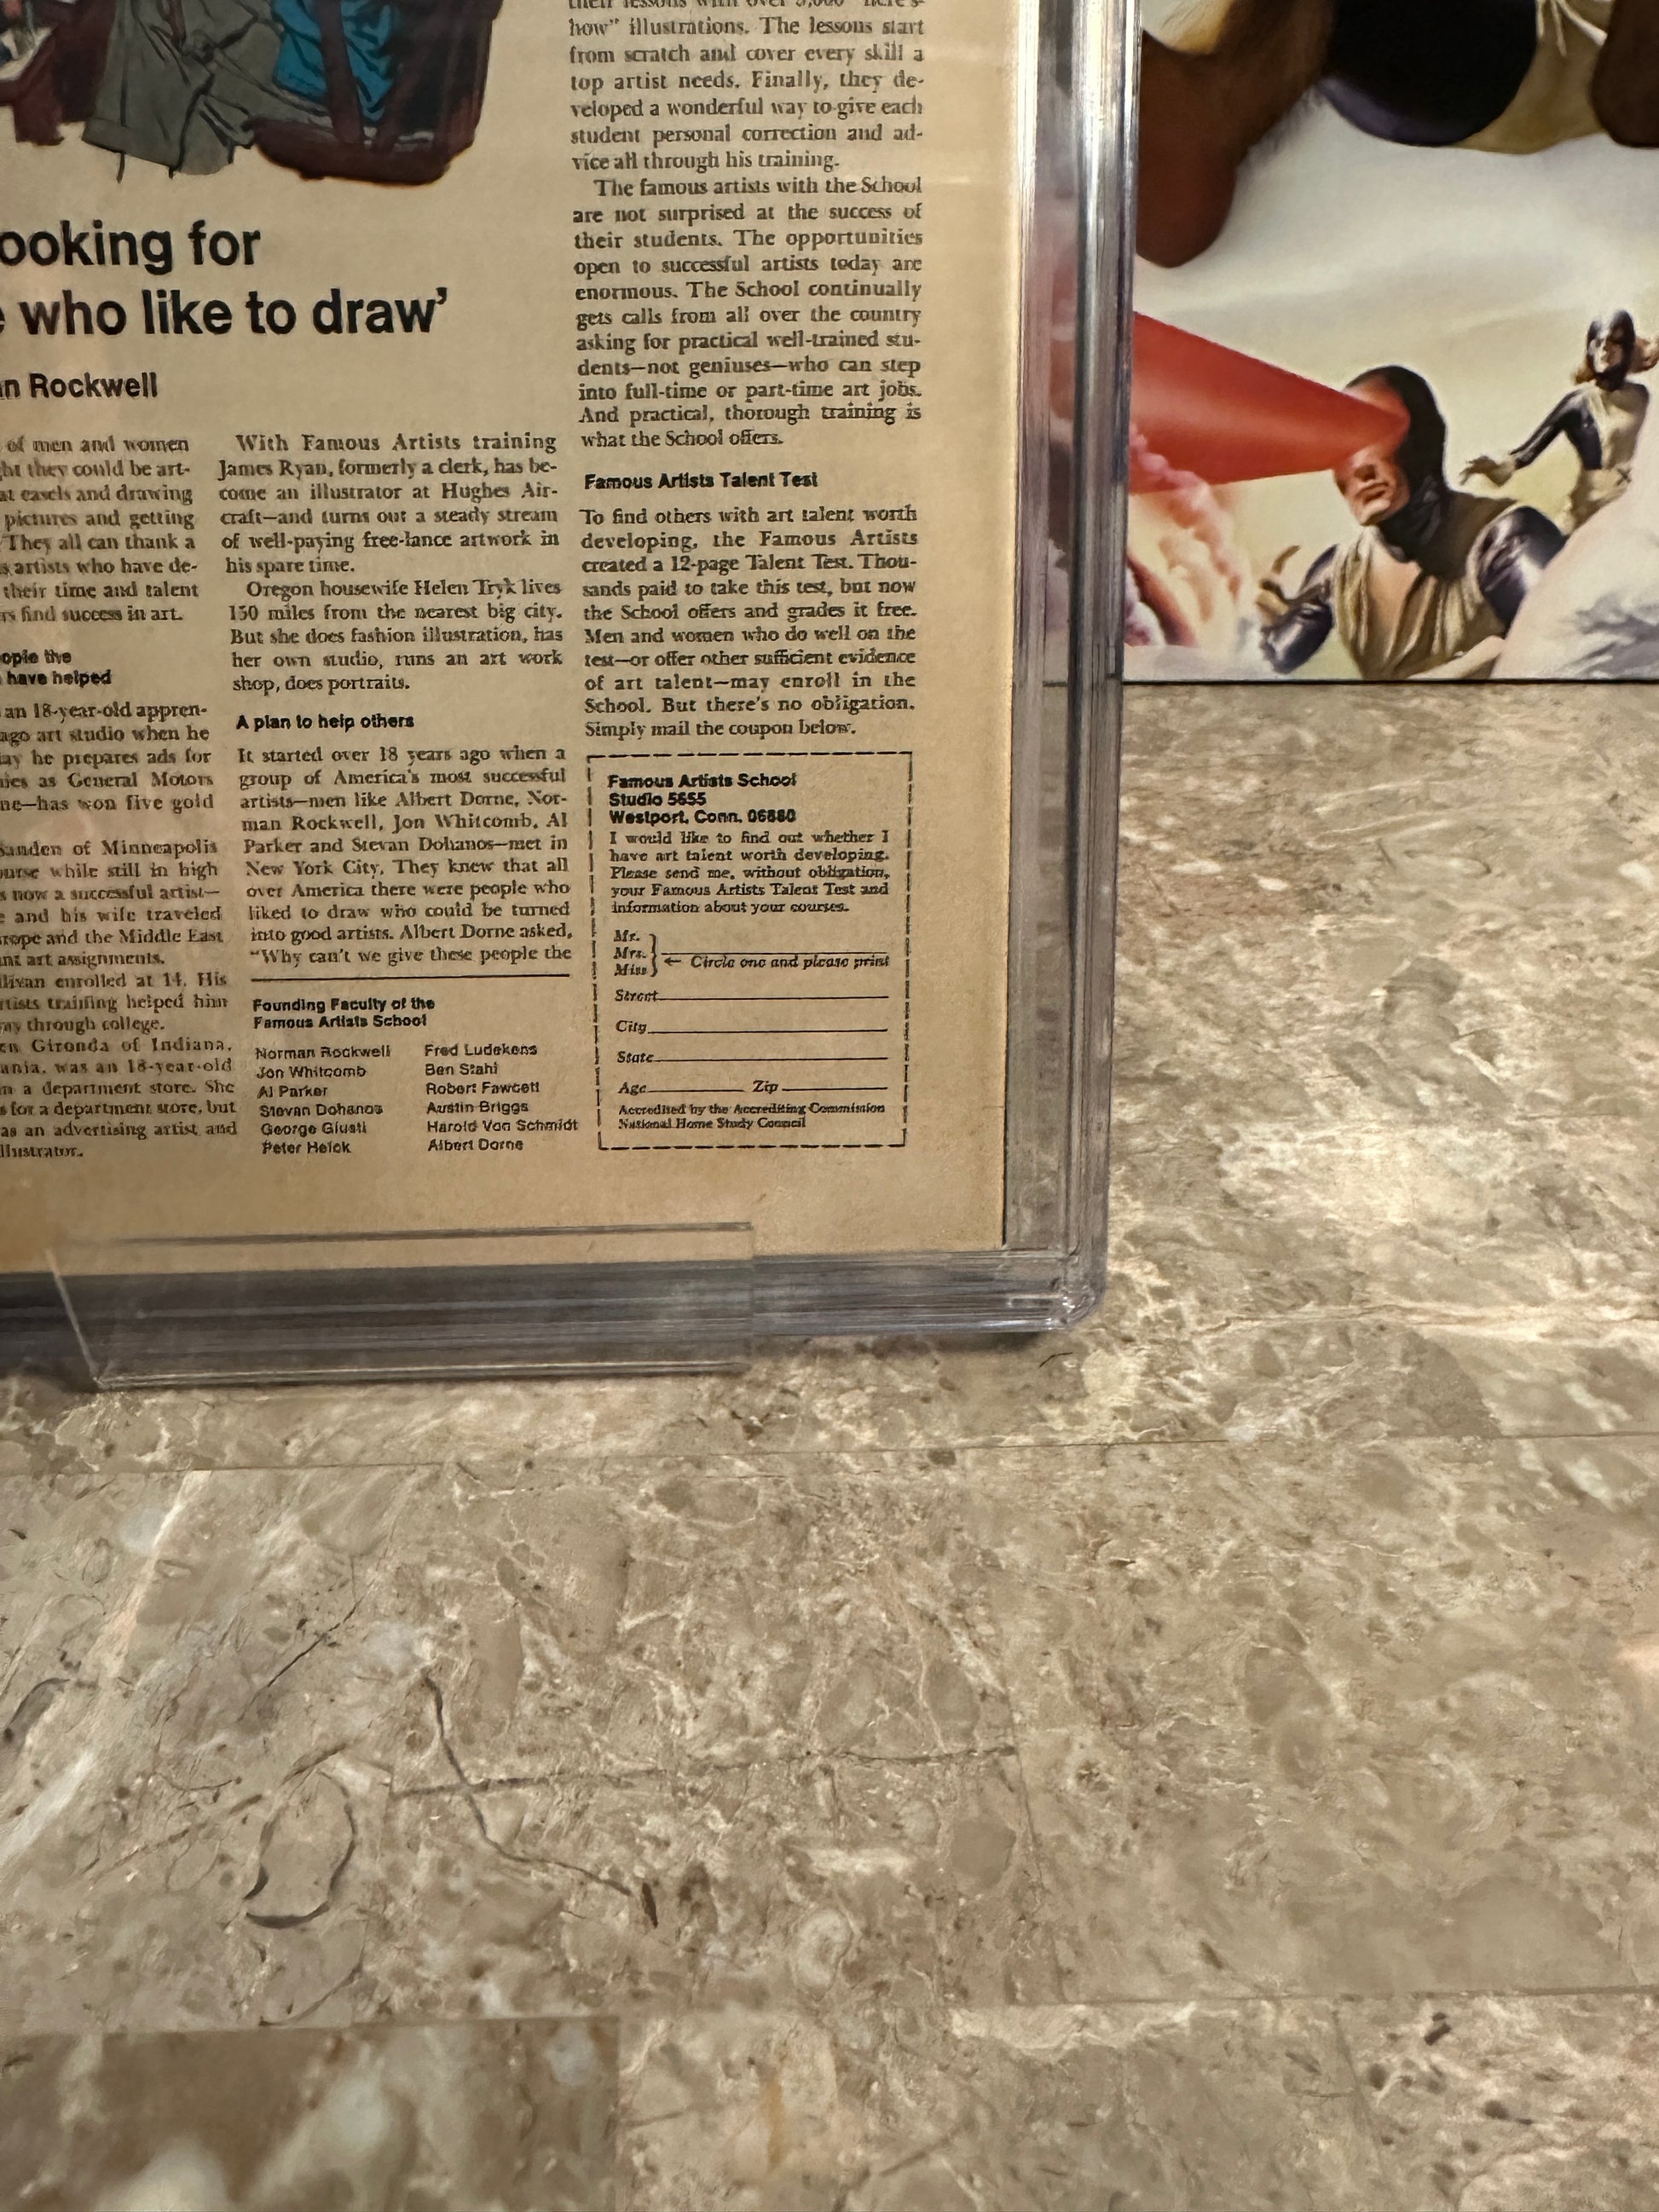 ooking for
who like to draw'
n Rockwell
of men and women
ht they could be art-
at easels and drawing
pictures and getting
They all can thank a
s artists who have de-
their time and talent
rs find success in art.
ople the
have helped
an 18-year-old appren-
ago art studio when he
ay he prepares ads for
nies as General Motors
ne—has won five gold
Sanden of Minneapolis
ourse while still in high
s now a successful artist—
e and his wife traveled
rope and the Middle East
nt art assignments.
llivan enrolled at 14. His
rtists training helped him
way through college.
en Gironda of Indiana,
ania, was an 18-year-old
n a department store. She
s for a department store, but
as an advertising artist and
llustrator.
With Famous Artists training
James Ryan, formerly a clerk, has be-
come an illustrator at Hughes Air-
craft—and turns out a steady stream
of well-paying free-lance artwork in
his spare time.
Oregon housewife Helen Tryk lives
150 miles from the nearest big city.
But she does fashion illustration, has
her own studio, runs an art work
shop, does portraits.
A plan to help others
It started over 18 years ago when a
group of America's most successful
artists—men like Albert Dorne, Nor-
man Rockwell, Jon Whitcomb, Al
Parker and Stevan Dohanos—met in
New York City. They knew that all
over America there were people who
liked to draw who could be turned
into good artists. Albert Dorne asked,
"Why can't we give these people the
Founding Faculty of the
Famous Artists School
Norman Rockwell
Jon Whitcomb
Al Parker
Stevan Dohanos
George Giusti
Peter Helck
Fred Ludekens
Ben Stahl
Robert Fawcett
Austin Briggs
Harold Von Schmidt
Albert Dorne
their lessons with over 5,000 "here's-
how" illustrations. The lessons start
from scratch and cover every skill a
top artist needs. Finally, they de-
veloped a wonderful way to give each
student personal correction and ad-
vice all through his training.
The famous artists with the School
are not surprised at the success of
their students. The opportunities
open to successful artists today are
enormous. The School continually
gets calls from all over the country
asking for practical well-trained stu-
dents—not geniuses—who can step
into full-time or part-time art jobs.
And practical, thorough training is
what the School offers.
Famous Artists Talent Test
To find others with art talent worth
developing, the Famous Artists
created a 12-page Talent Test. Thou-
sands paid to take this test, but now
the School offers and grades it free.
Men and women who do well on the
test—or offer other sufficient evidence
of art talent—may enroll in the
School. But there's no obligation.
Simply mail the coupon below.
Famous Artists School
Studio 5655
Westport, Conn. 06880
I would like to find out whether I
have art talent worth developing.
Please send me, without obligation,
your Famous Artists Talent Test and
information about your courses.
Mr.
Mrs.
Miss
← Circle one and please print
Street
City
State
Age Zip
Accredited by the Accrediting Commission
National Home Study Council